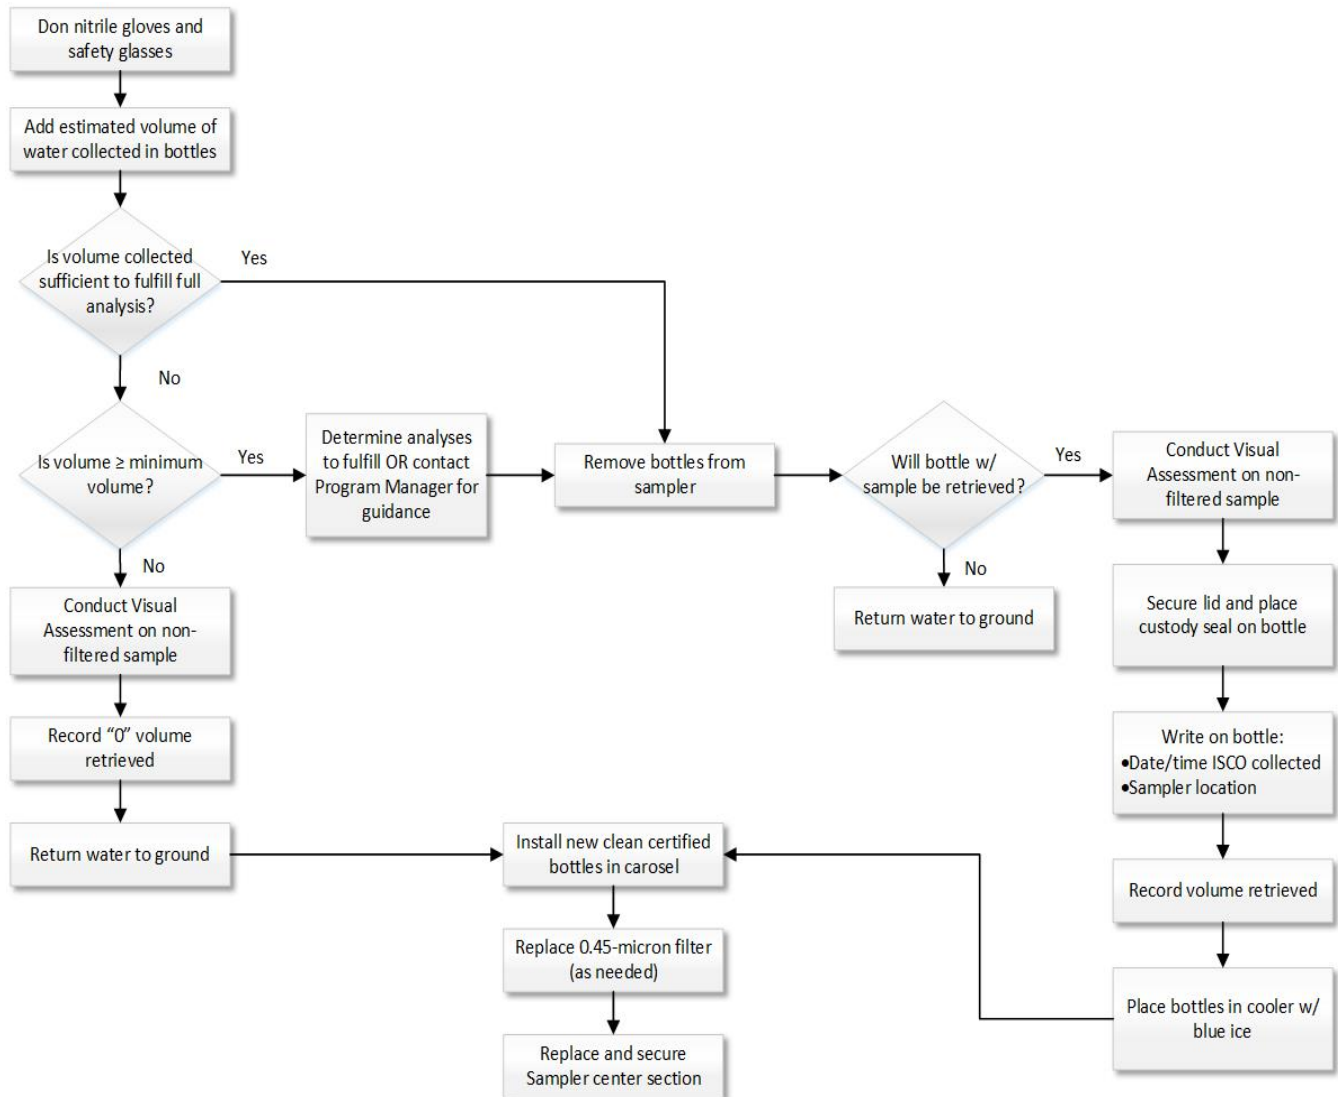 Don nitrile gloves and
safety glasses
Add estimated volume of
water collected in bottles
Is volume collected
sufficient to fulfill full
analysis?
Yes
No
Is volume ≥ minimum
volume?
Yes
Determine analyses
to fulfill OR contact
Program Manager for
guidance
Remove bottles from
sampler
Will bottle w/
sample be retrieved?
Yes
Conduct Visual
Assessment on non-
filtered sample
No
Return water to ground
Secure lid and place
custody seal on bottle
Write on bottle:
•Date/time ISCO collected
•Sampler location
Record volume retrieved
Place bottles in cooler w/
blue ice
No
Conduct Visual
Assessment on non-
filtered sample
Record “0” volume
retrieved
Return water to ground
Install new clean certified
bottles in carosel
Replace 0.45-micron filter
(as needed)
Replace and secure
Sampler center section